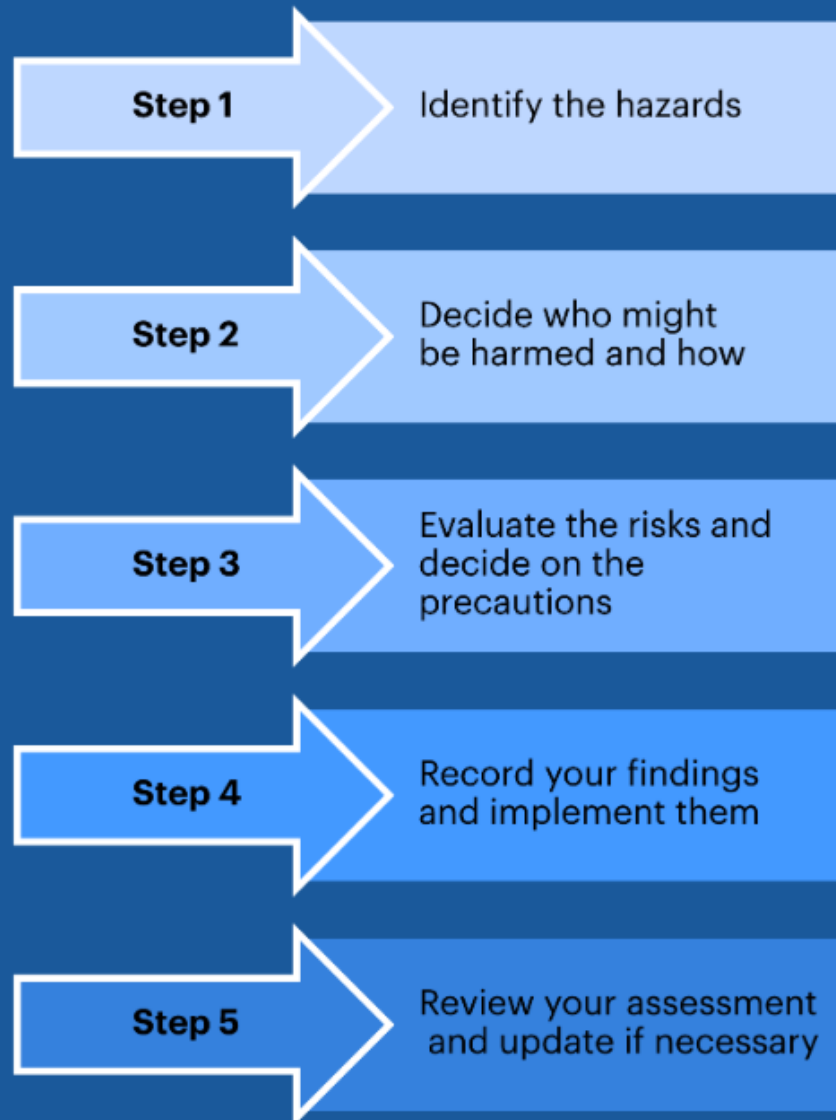 Step 1
Identify the hazards
Step 2
Decide who might
be harmed and how
Step 3
Evaluate the risks and
decide on the
precautions
Step 4
Record your findings
and implement them
Step 5
Review your assessment
and update if necessary